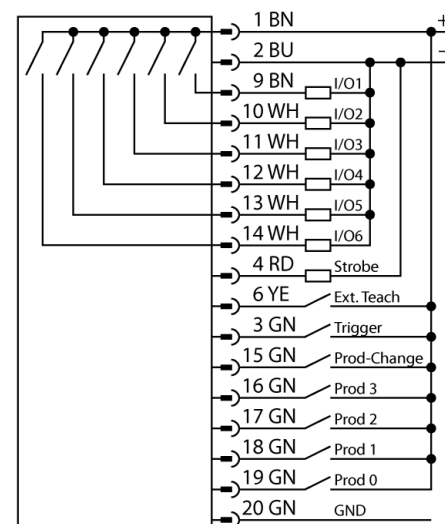 1 BN +
2 BU –
9 BN I/O1
10 WH I/O2
11 WH I/O3
12 WH I/O4
13 WH I/O5
14 WH I/O6
4 RD Strobe
6 YE Ext. Teach
3 GN Trigger
15 GN Prod-Change
16 GN Prod 3
17 GN Prod 2
18 GN Prod 1
19 GN Prod 0
20 GN GND